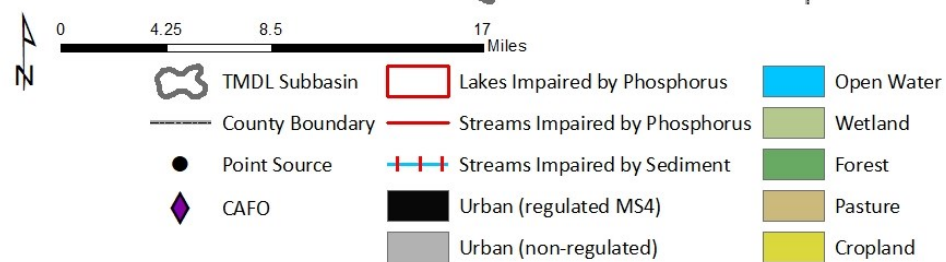 0 4.25 8.5 17
Miles
N
TMDL Subbasin
County Boundary
Point Source
CAFO
Lakes Impaired by Phosphorus
Streams Impaired by Phosphorus
Streams Impaired by Sediment
Urban (regulated MS4)
Urban (non-regulated)
Open Water
Wetland
Forest
Pasture
Cropland